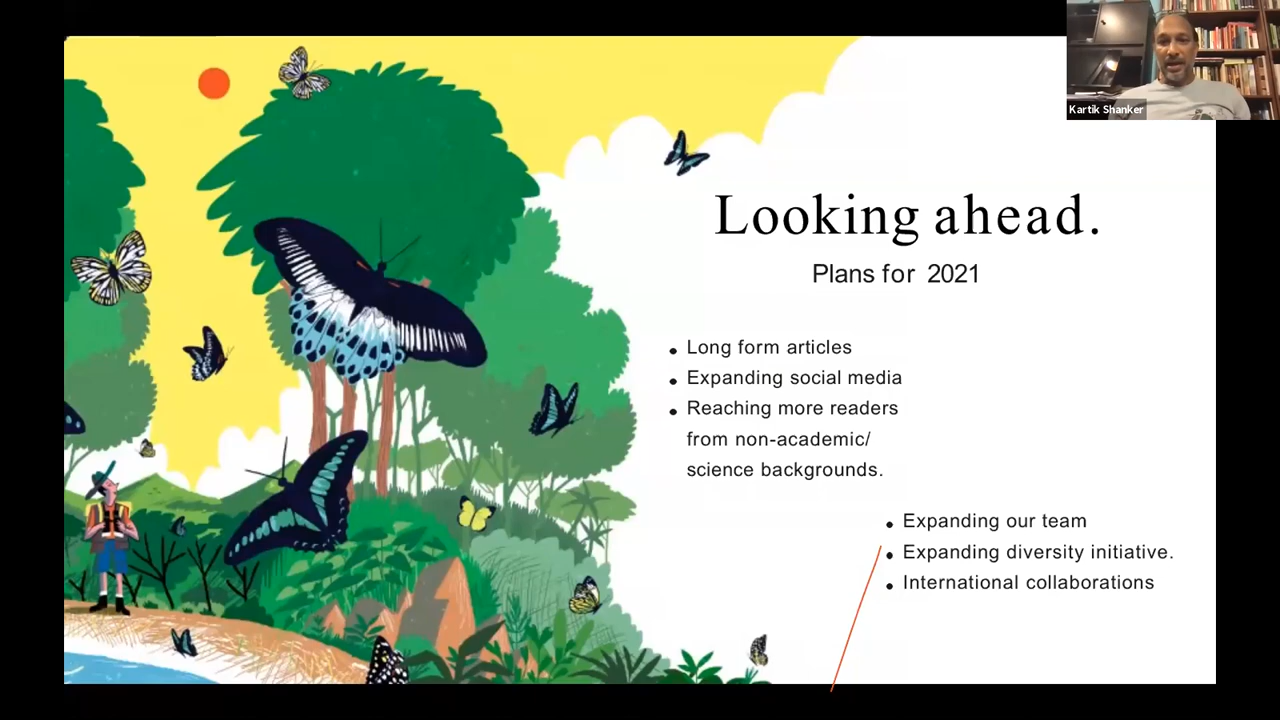 Kartik Shanker
Looking ahead.
Plans for 2021
• Long form articles
• Expanding social media
• Reaching more readers
from non-academic/
science backgrounds.
• Expanding our team
• Expanding diversity initiative.
• International collaborations